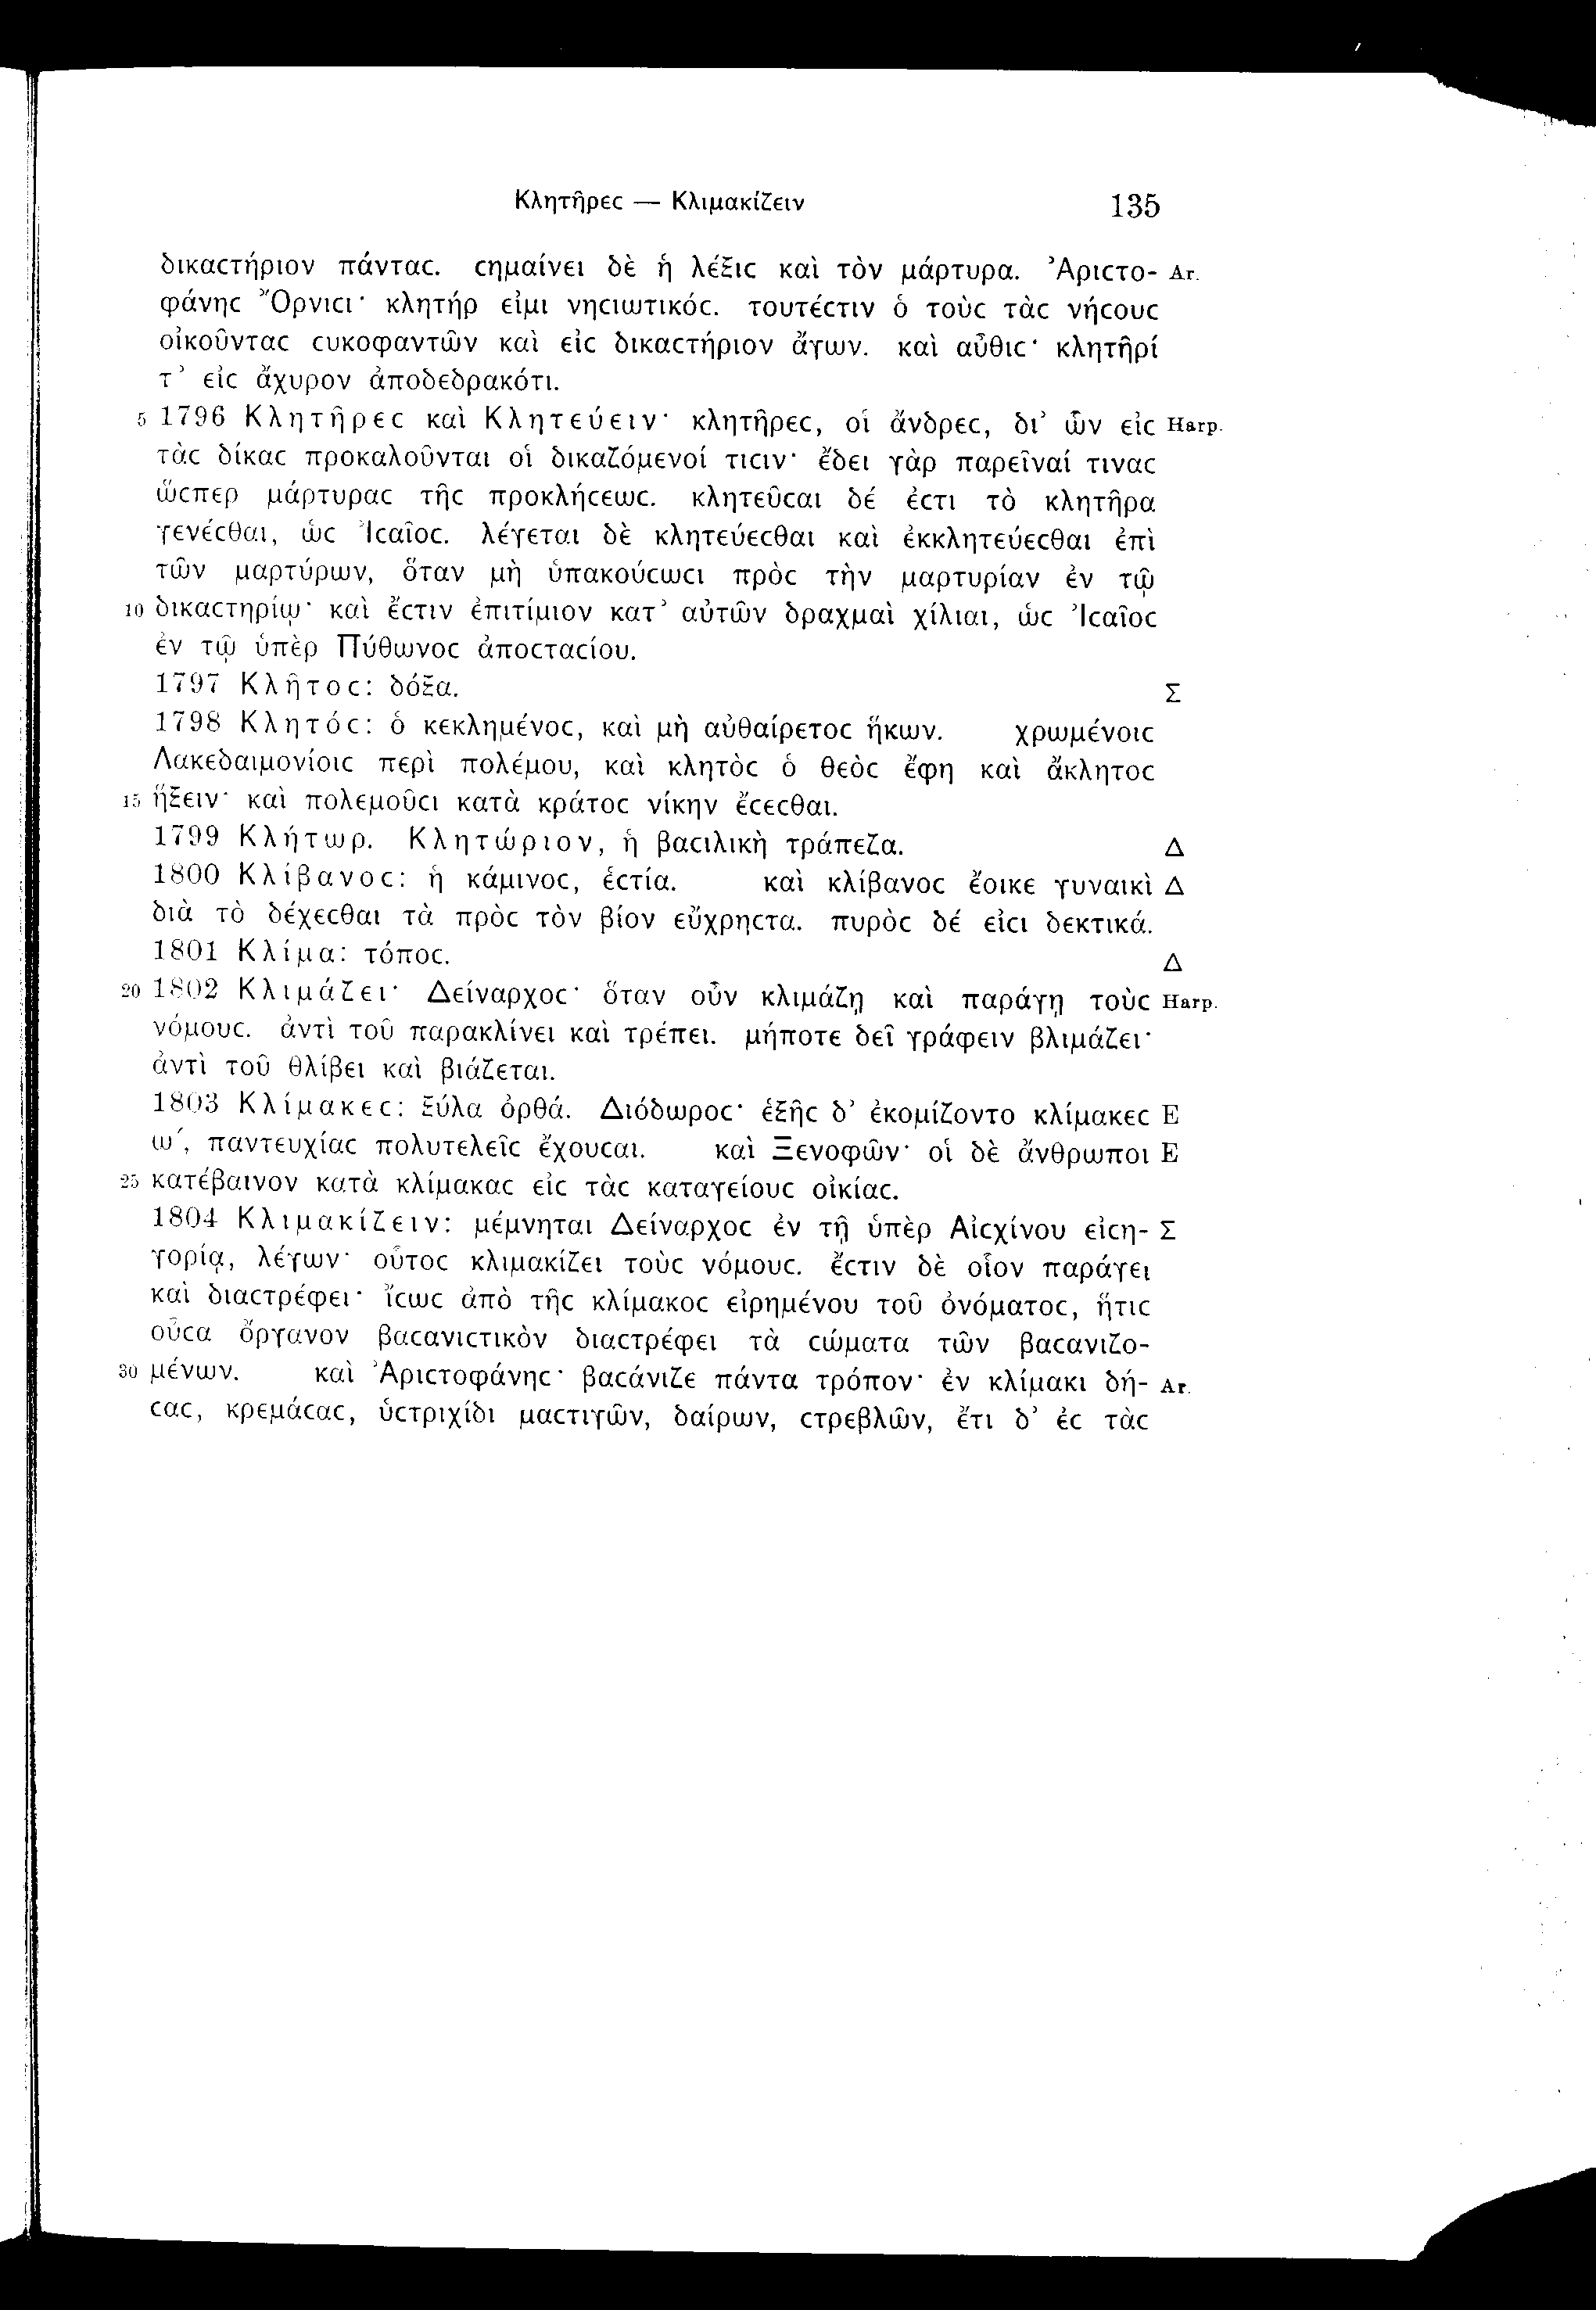 Κλητῆρεϲ — Κλιμακίζειν 135
δικαϲτήριον πάνταϲ. ϲημαίνει δὲ ἡ λέξιϲ καὶ τὸν μάρτυρα. Ἀριϲτο- Ar.
φάνηϲ Ὄρνιϲι· κλητήρ εἰμι νηϲιωτικόϲ. τουτέϲτιν ὁ τοὺϲ τὰϲ νήϲουϲ
οἰκοῦνταϲ ϲυκοφαντῶν καὶ εἰϲ δικαϲτήριον ἄγων. καὶ αὖθιϲ· κλητῆρί
τ’ εἰϲ ἄχυρον ἀποδεδρακότι.
5 1796 Κλητῆρεϲ καὶ Κλητεύειν· κλητῆρεϲ, οἱ ἄνδρεϲ, δι’ ὧν εἰϲ Harp.
τὰϲ δίκαϲ προκαλοῦνται οἱ δικαζόμενοί τιϲιν· ἔδει γὰρ παρεῖναί τιναϲ
ὥϲπερ μάρτυραϲ τῆϲ προκλήϲεωϲ. κλητεῦϲαι δέ ἐϲτι τὸ κλητῆρα
γενέϲθαι, ὡϲ Ἰϲαῖοϲ. λέγεται δὲ κλητεύεϲθαι καὶ ἐκκλητεύεϲθαι ἐπὶ
τῶν μαρτύρων, ὅταν μὴ ὑπακούϲωϲι πρὸϲ τὴν μαρτυρίαν ἐν τῷ
10 δικαϲτηρίῳ· καὶ ἔϲτιν ἐπιτίμιον κατ’ αὐτῶν δραχμαὶ χίλιαι, ὡϲ Ἰϲαῖοϲ
ἐν τῷ ὑπὲρ Πύθωνοϲ ἀποϲταϲίου.
1797 Κλῆτοϲ: δόξα. Σ
1798 Κλητόϲ: ὁ κεκλημένοϲ, καὶ μὴ αὐθαίρετοϲ ἥκων. χρωμένοιϲ
Λακεδαιμονίοιϲ περὶ πολέμου, καὶ κλητὸϲ ὁ θεὸϲ ἔφη καὶ ἄκλητοϲ
15 ἥξειν· καὶ πολεμοῦϲι κατὰ κράτοϲ νίκην ἔϲεϲθαι.
1799 Κλήτωρ. Κλητώριον, ἡ βαϲιλικὴ τράπεζα. Δ
1800 Κλίβανοϲ: ἡ κάμινοϲ, ἑϲτία. καὶ κλίβανοϲ ἔοικε γυναικὶ Δ
διὰ τὸ δέχεϲθαι τὰ πρὸϲ τὸν βίον εὔχρηϲτα. πυρὸϲ δέ εἰϲι δεκτικά.
1801 Κλίμα: τόποϲ. Δ
20 1802 Κλιμάζει· Δείναρχοϲ· ὅταν οὖν κλιμάζῃ καὶ παράγῃ τοὺϲ Harp.
νόμουϲ. ἀντὶ τοῦ παρακλίνει καὶ τρέπει. μήποτε δεῖ γράφειν βλιμάζει·
ἀντὶ τοῦ θλίβει καὶ βιάζεται.
1803 Κλίμακεϲ: ξύλα ὀρθά. Διόδωροϲ· ἑξῆϲ δ’ ἐκομίζοντο κλίμακεϲ E
ω´, παντευχίαϲ πολυτελεῖϲ ἔχουϲαι. καὶ Ξενοφῶν· οἱ δὲ ἄνθρωποι E
25 κατέβαινον κατὰ κλίμακαϲ εἰϲ τὰϲ καταγείουϲ οἰκίαϲ.
1804 Κλιμακίζειν: μέμνηται Δείναρχοϲ ἐν τῇ ὑπὲρ Αἰϲχίνου εἰϲη- Σ
γορίᾳ, λέγων· οὗτοϲ κλιμακίζει τοὺϲ νόμουϲ. ἔϲτιν δὲ οἷον παράγει
καὶ διαϲτρέφει· ἴϲωϲ ἀπὸ τῆϲ κλίμακοϲ εἰρημένου τοῦ ὀνόματοϲ, ἥτιϲ
οὖϲα ὄργανον βαϲανιϲτικὸν διαϲτρέφει τὰ ϲώματα τῶν βαϲανιζο-
30 μένων. καὶ Ἀριϲτοφάνηϲ· βαϲάνιζε πάντα τρόπον· ἐν κλίμακι δή- Ar.
ϲαϲ, κρεμάϲαϲ, ὑϲτριχίδι μαϲτιγῶν, δαίρων, ϲτρεβλῶν, ἔτι δ’ ἐϲ τὰϲ